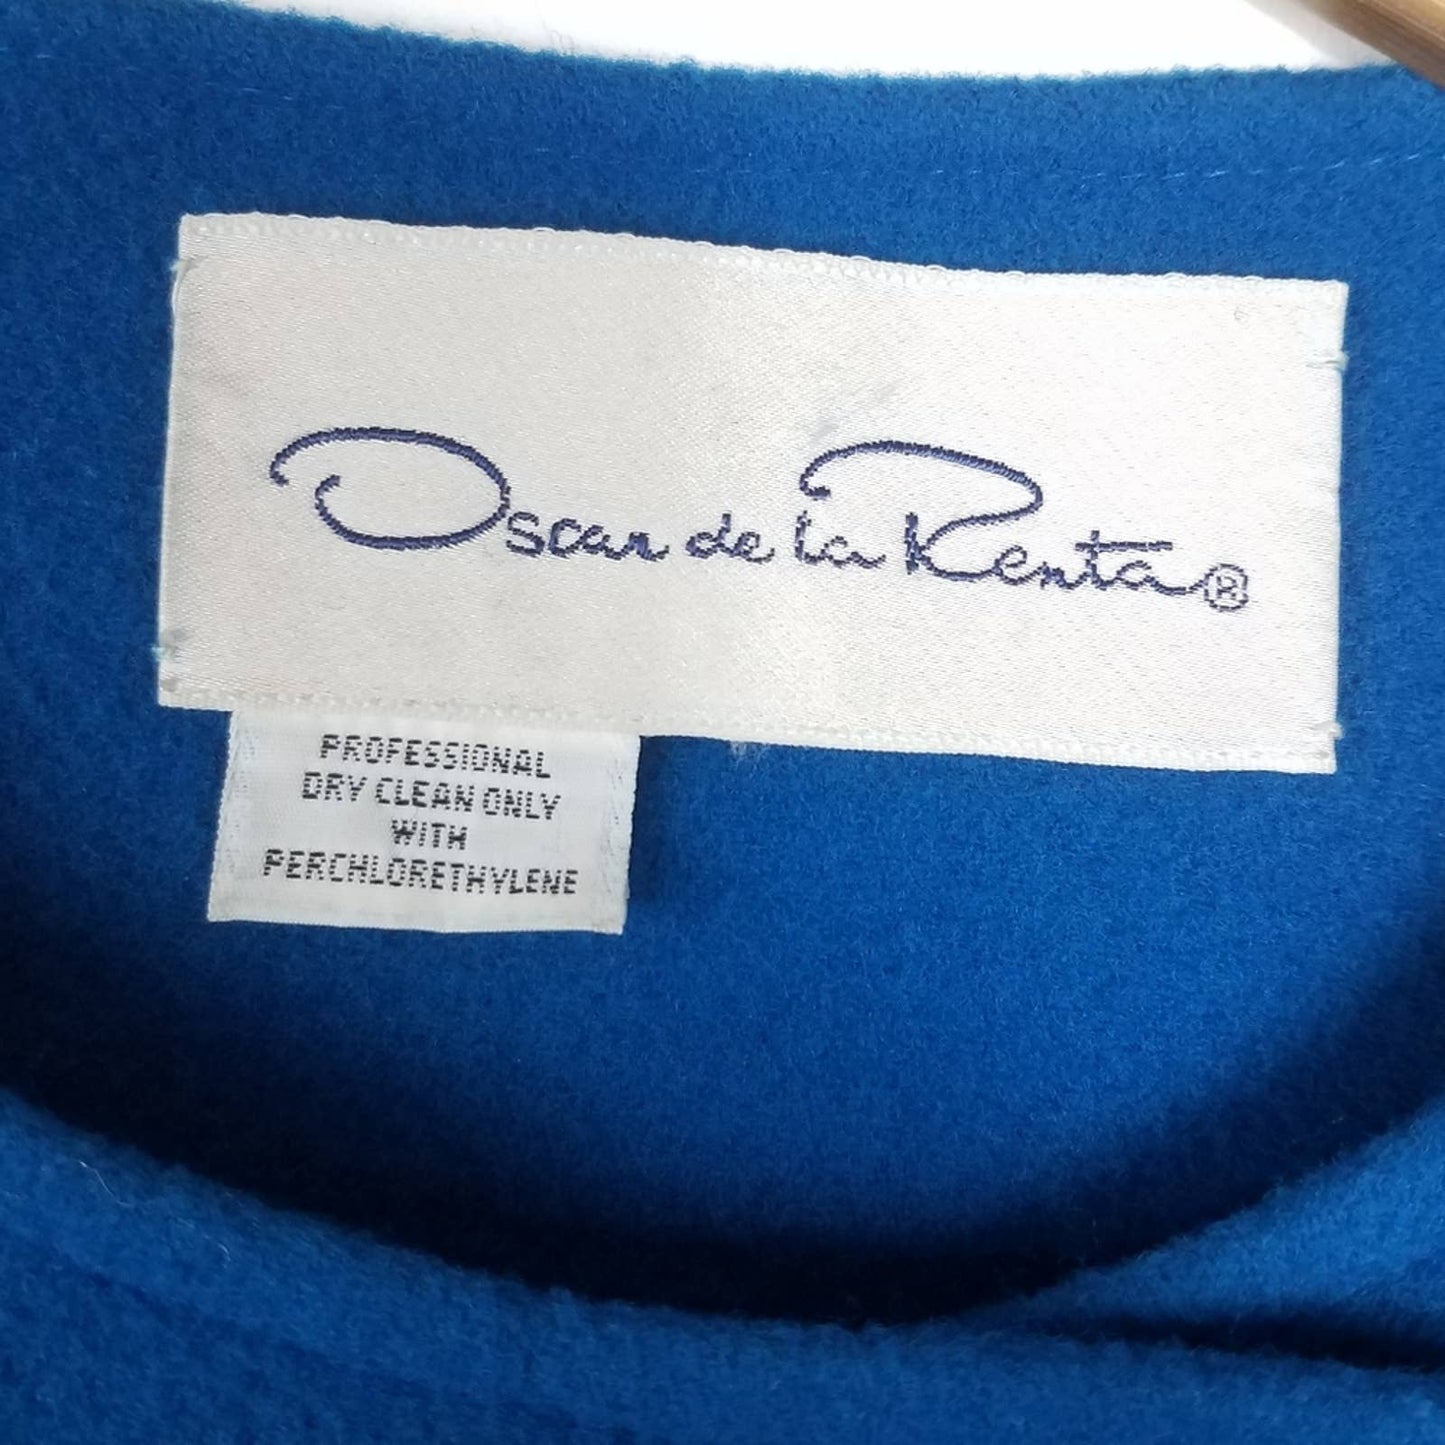 Oscar de la Renta®
PROFESSIONAL
DRY CLEAN ONLY
WITH
PERCHLORETHYLENE